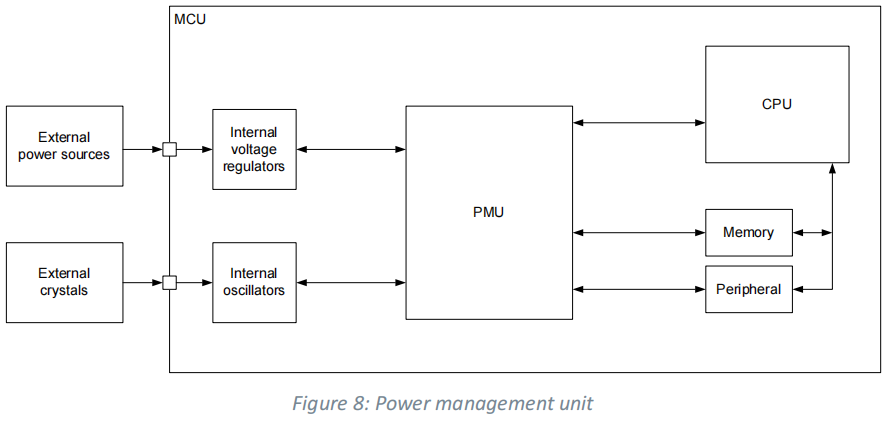 MCU
CPU
External
power sources
Internal
voltage
regulators
PMU
Memory
External
crystals
Internal
oscillators
Peripheral
Figure 8: Power management unit